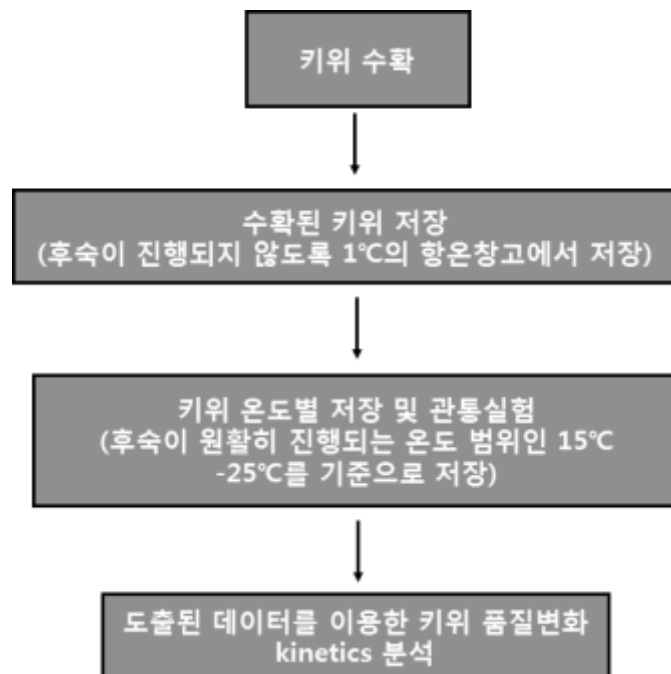 키위 수확
수확된 키위 저장
(후숙이 진행되지 않도록 1℃의 항온창고에서 저장)
키위 온도별 저장 및 관통실험
(후숙이 원활히 진행되는 온도 범위인 15℃
-25℃를 기준으로 저장)
도출된 데이터를 이용한 키위 품질변화
kinetics 분석